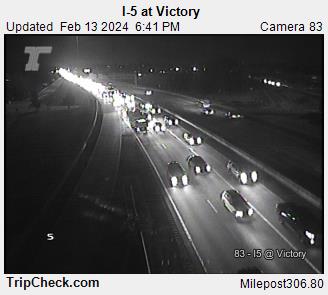 I-5 at Victory
Updated Feb 13 2024 6:41 PM Camera 83
T
S
83 - I5 @ Victory
TripCheck.com Milepost306.80